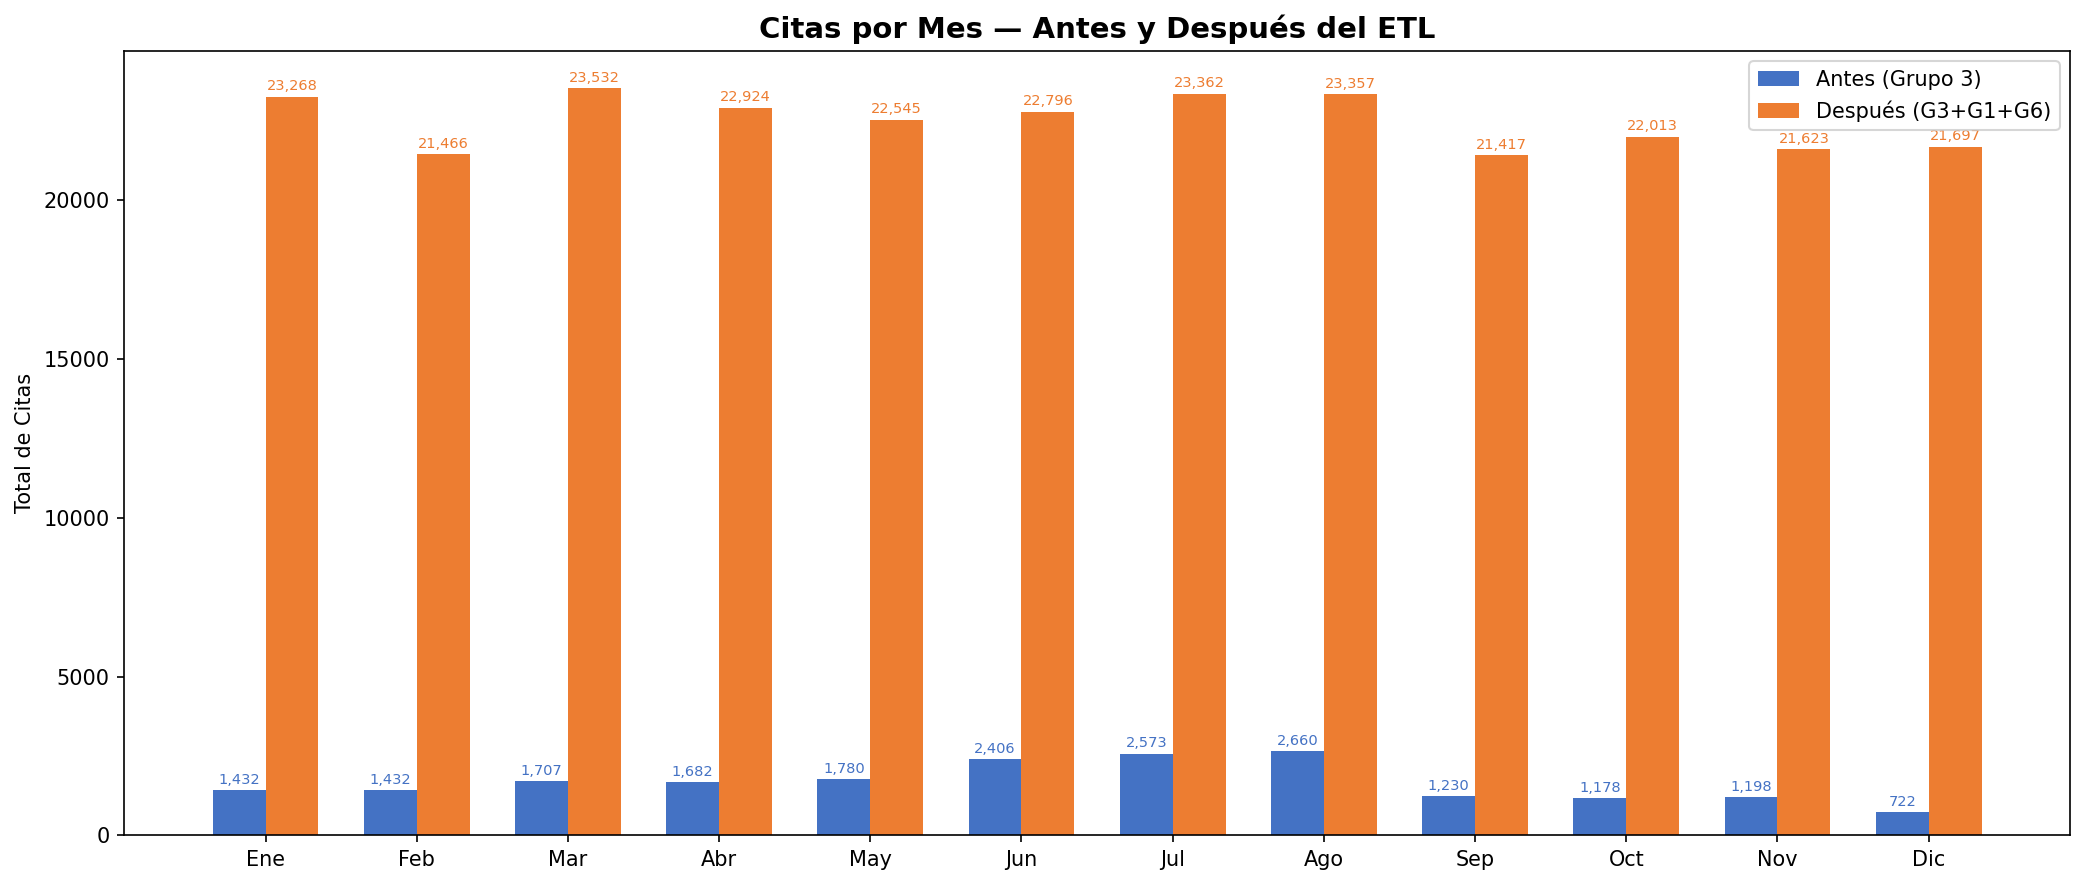 Citas por Mes — Antes y Después del ETL
Antes (Grupo 3)
Después (G3+G1+G6)
Total de Citas
20000
15000
10000
5000
0
23,268
21,466
23,532
22,924
22,545
22,796
23,362
23,357
21,417
22,013
21,623
21,697
1,432
1,432
1,707
1,682
1,780
2,406
2,573
2,660
1,230
1,178
1,198
722
Ene
Feb
Mar
Abr
May
Jun
Jul
Ago
Sep
Oct
Nov
Dic